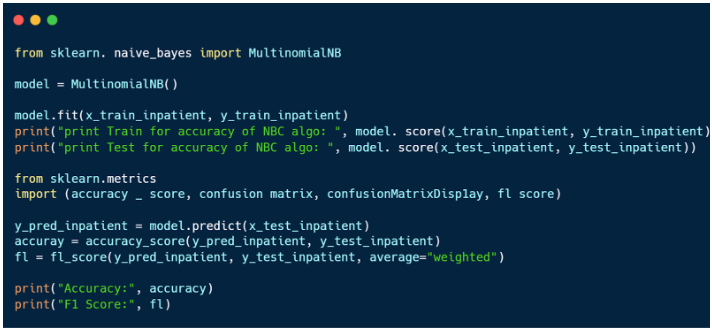 from sklearn. naive_bayes import MultinomialNB
model = MultinomialNB()
model.fit(x_train_inpatient, y_train_inpatient)
print("print Train for accuracy of NBC algo: ", model. score(x_train_inpatient, y_train_inpatient)
print("print Test for accuracy of NBC algo: ", model. score(x_test_inpatient, y_test_inpatient))
from sklearn.metrics
import (accuracy _ score, confusion matrix, confusionMatrixDisp1ay, fl score)
y_pred_inpatient = model.predict(x_test_inpatient)
accuray = accuracy_score(y_pred_inpatient, y_test_inpatient)
fl = fl_score(y_pred_inpatient, y_test_inpatient, average="weighted")
print("Accuracy:", accuracy)
print("F1 Score:", fl)